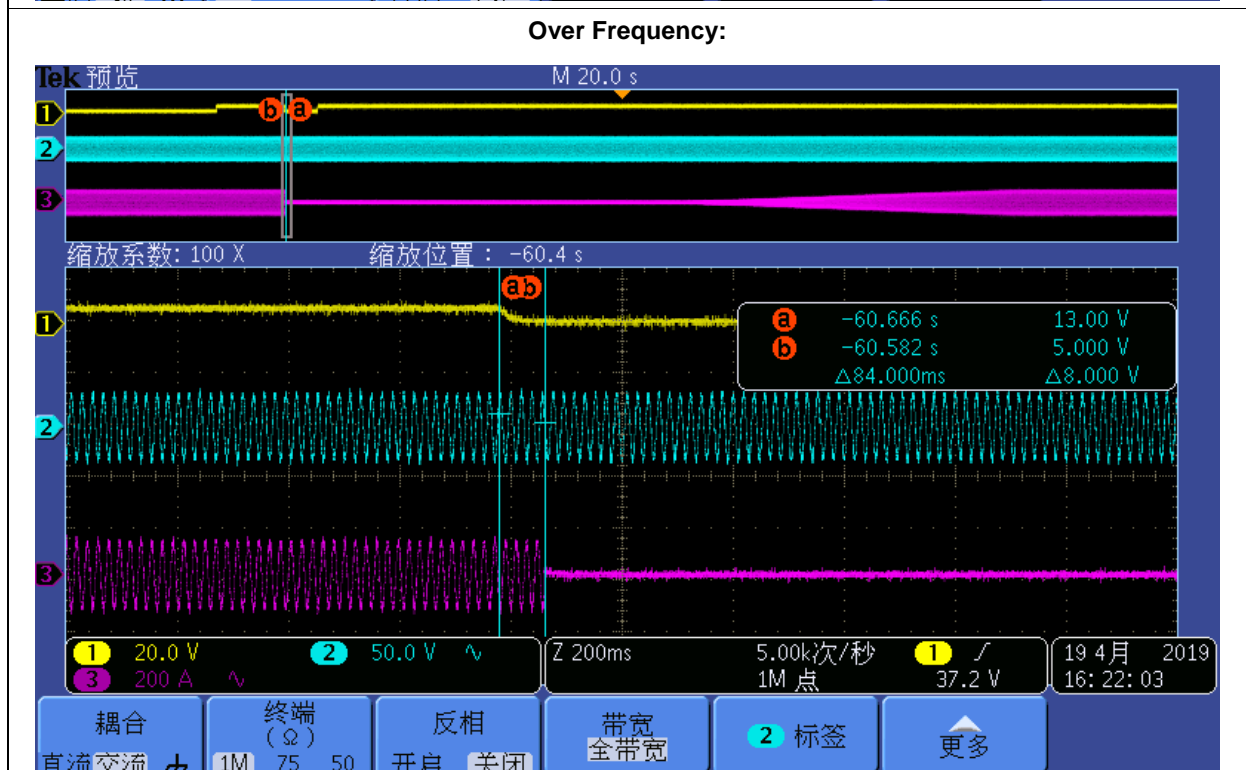 Over Frequency:
Tek 预览 M 20.0 s
1 b a
2
3
缩放系数: 100 X 缩放位置： -60.4 s
a b
1
a -60.666 s 13.00 V
b -60.582 s 5.000 V
△84.000ms △8.000 V
2
3
1 20.0 V 2 50.0 V Z 200ms 5.00k次/秒 1 19 4月 2019
3 200 A 1M 点 37.2 V 16:22:03
耦合 终端 反相 带宽 2 标签 更多
(Ω) 全带宽
直流 交流 1M 75 50 开启 关闭